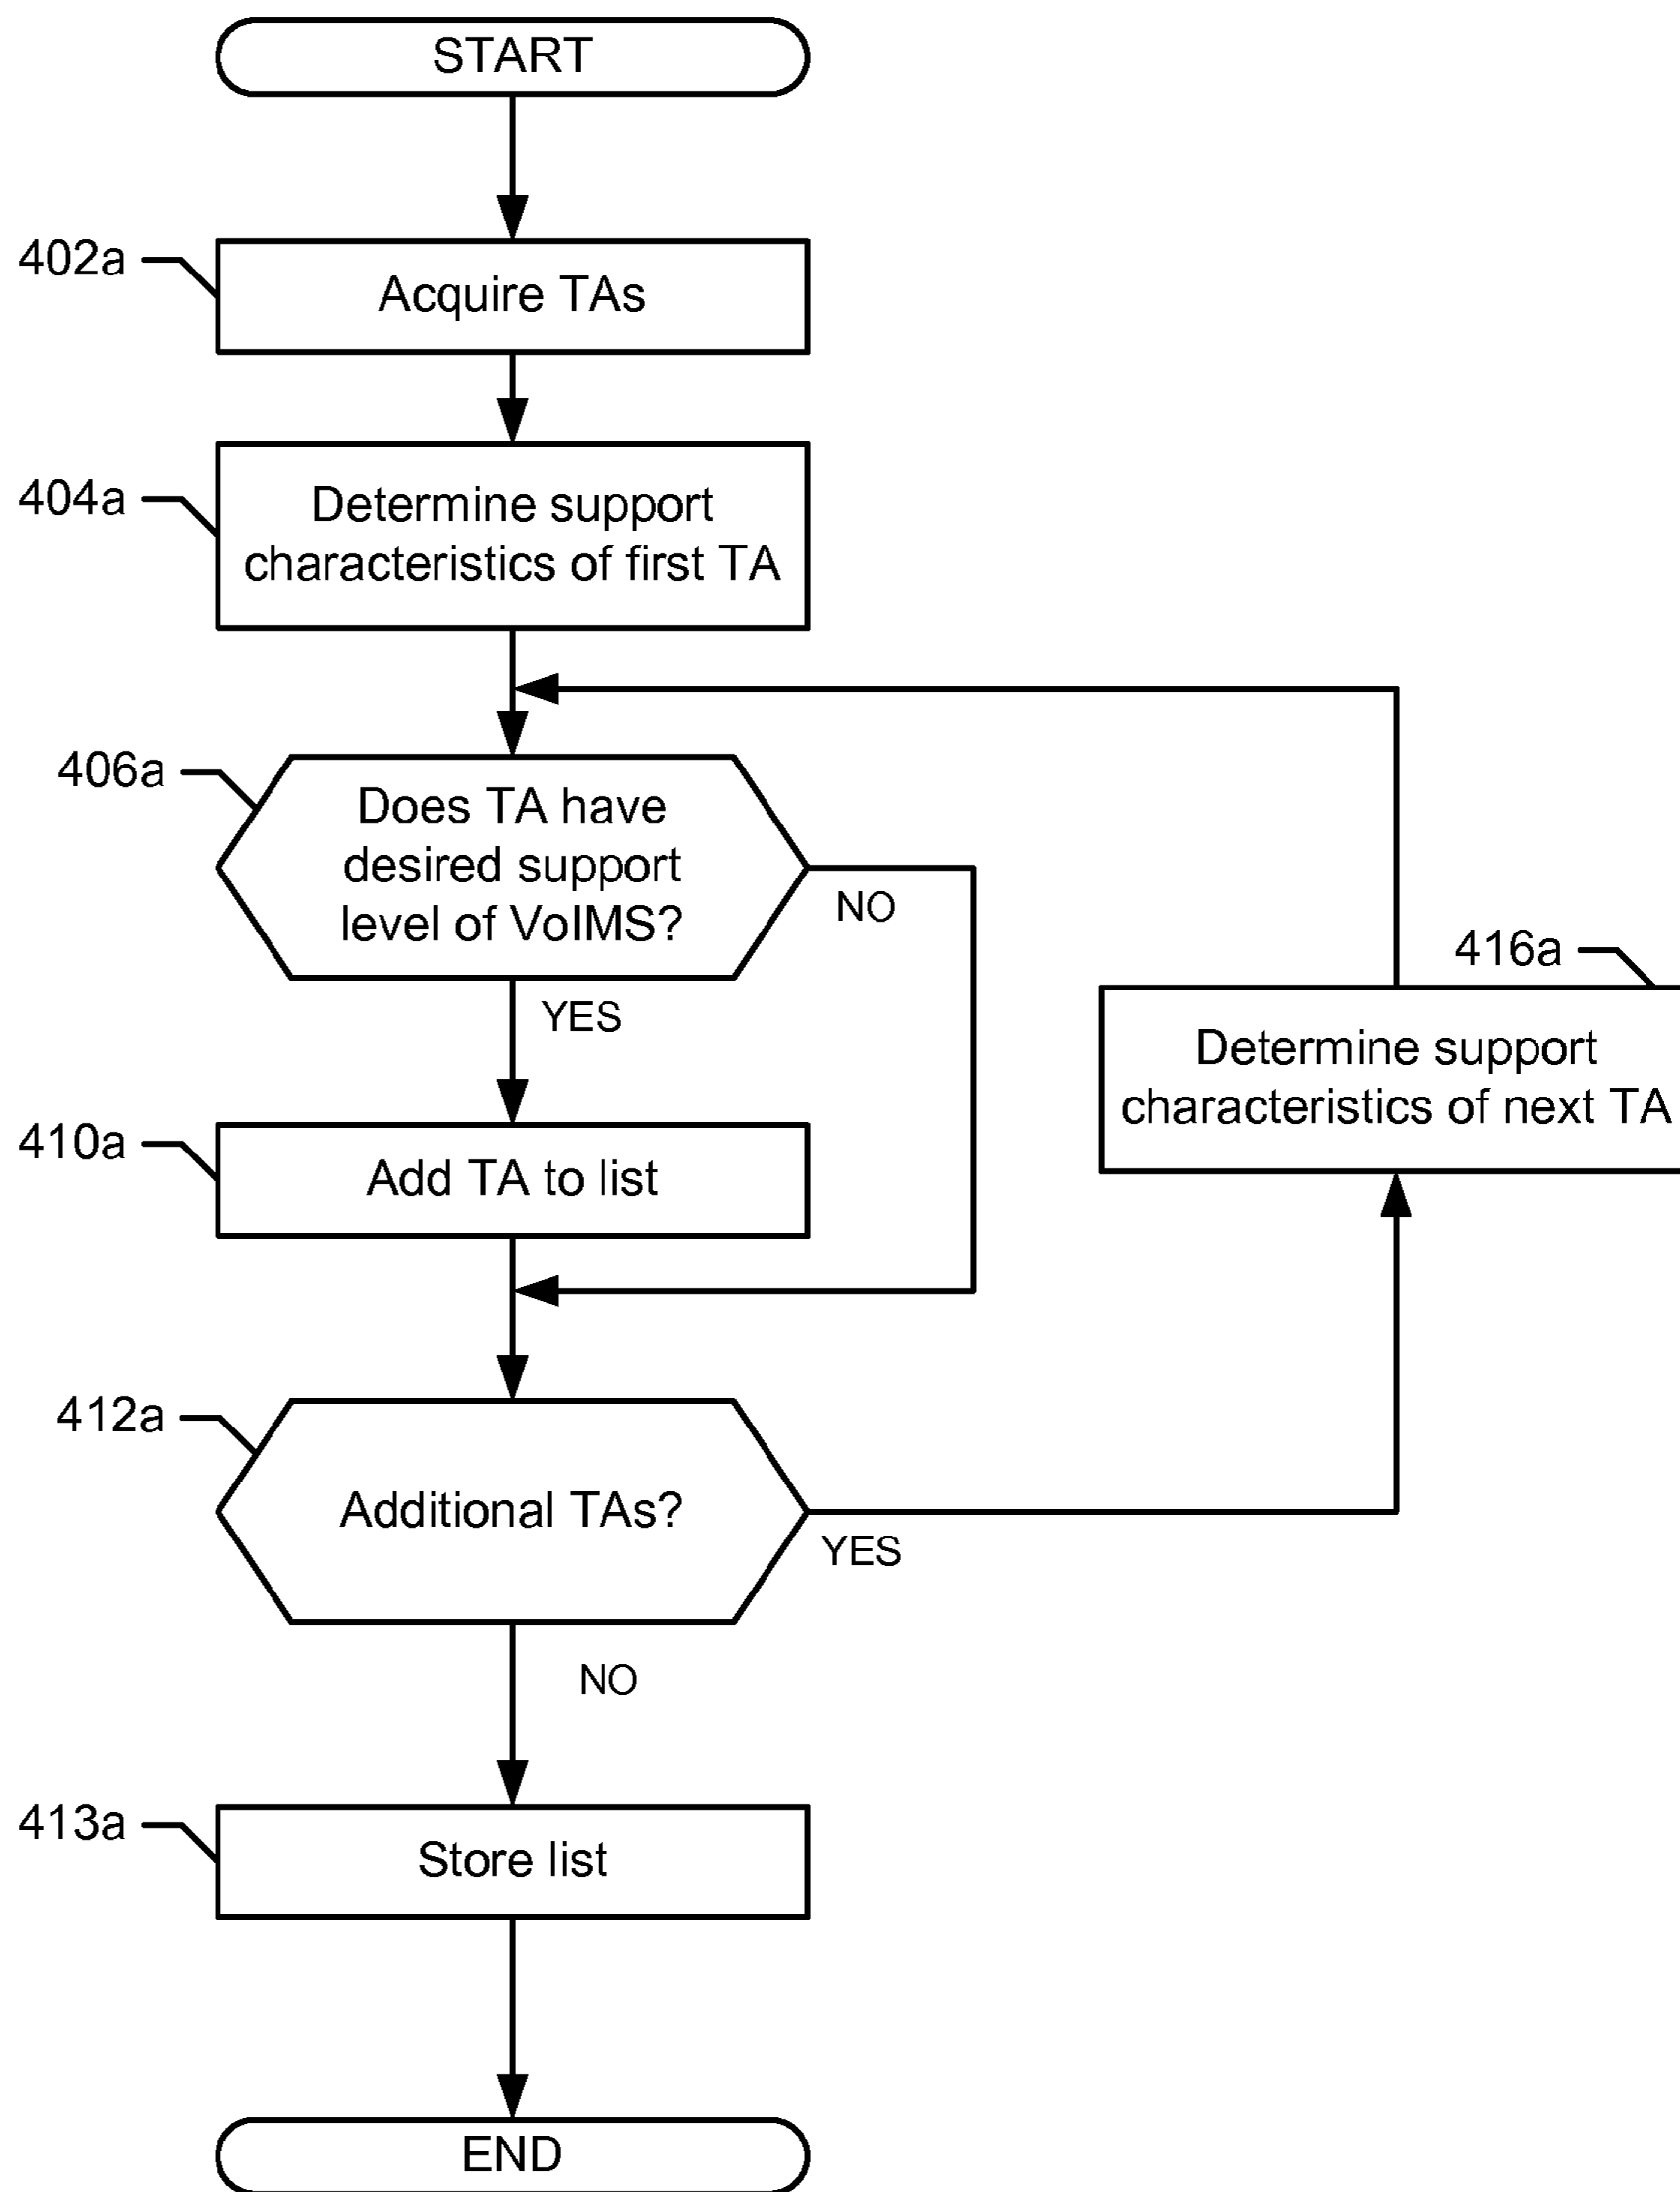 START
402a
Acquire TAs
404a
Determine support
characteristics of first TA
406a
Does TA have
desired support
level of VoIMS?
NO
YES
416a
Determine support
characteristics of next TA
410a
Add TA to list
412a
Additional TAs?
YES
NO
413a
Store list
END